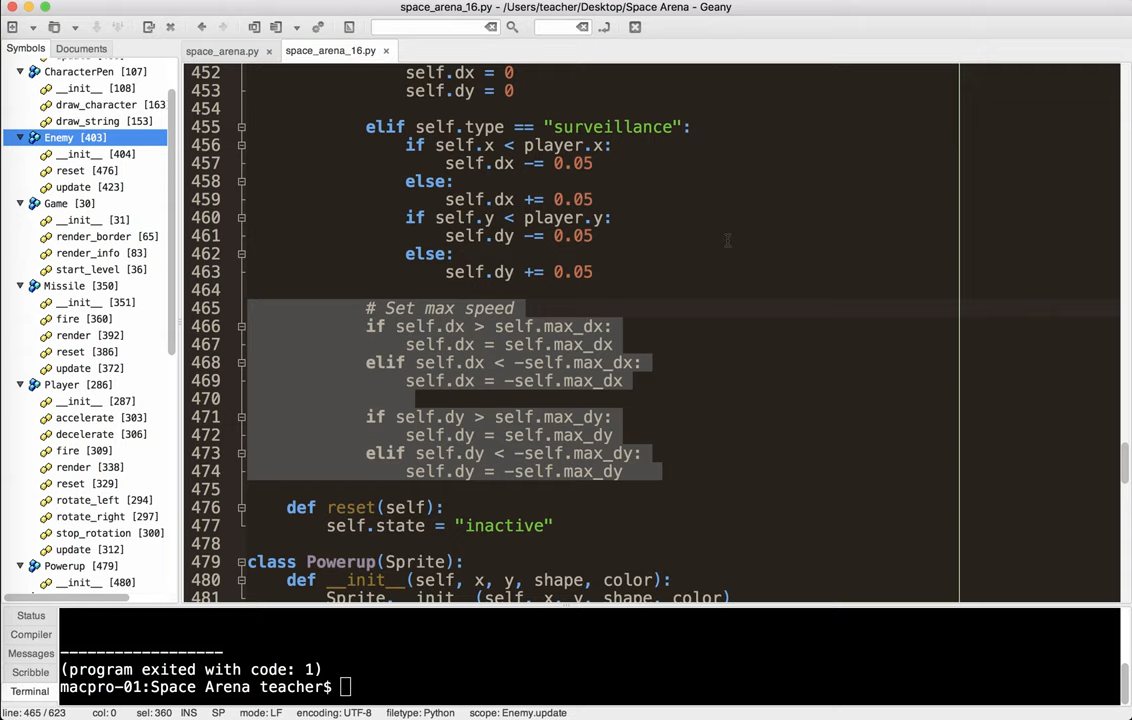 space_arena_16.py - /Users/teacher/Desktop/Space Arena - Geany
Symbols Documents
space_arena.py × space_arena_16.py ×
CharacterPen [107]
__init__ [108]
draw_character [163
draw_string [153]
Enemy [403]
__init__ [404]
reset [476]
update [423]
Game [30]
__init__ [31]
render_border [65]
render_info [83]
start_level [36]
Missile [350]
__init__ [351]
fire [360]
render [392]
reset [386]
update [372]
Player [286]
__init__ [287]
accelerate [303]
decelerate [306]
fire [309]
render [338]
reset [329]
rotate_left [294]
rotate_right [297]
stop_rotation [300]
update [312]
Powerup [479]
__init__ [480]
452 self.dx = 0
453 self.dy = 0
454
455 elif self.type == "surveillance":
456 if self.x < player.x:
457 self.dx -= 0.05
458 else:
459 self.dx += 0.05
460 if self.y < player.y:
461 self.dy -= 0.05
462 else:
463 self.dy += 0.05
464
465 # Set max speed
466 if self.dx > self.max_dx:
467 self.dx = self.max_dx
468 elif self.dx < -self.max_dx:
469 self.dx = -self.max_dx
470
471 if self.dy > self.max_dy:
472 self.dy = self.max_dy
473 elif self.dy < -self.max_dy:
474 self.dy = -self.max_dy
475
476 def reset(self):
477 self.state = "inactive"
478
479 class Powerup(Sprite):
480 def __init__(self, x, y, shape, color):
481 Sprite.__init__(self, x, y, shape, color)
Status
Compiler
Messages
Scribble
Terminal
------------------
(program exited with code: 1)
macpro-01:Space Arena teacher$
line: 465 / 623 col: 0 sel: 360 INS SP mode: LF encoding: UTF-8 filetype: Python scope: Enemy.update